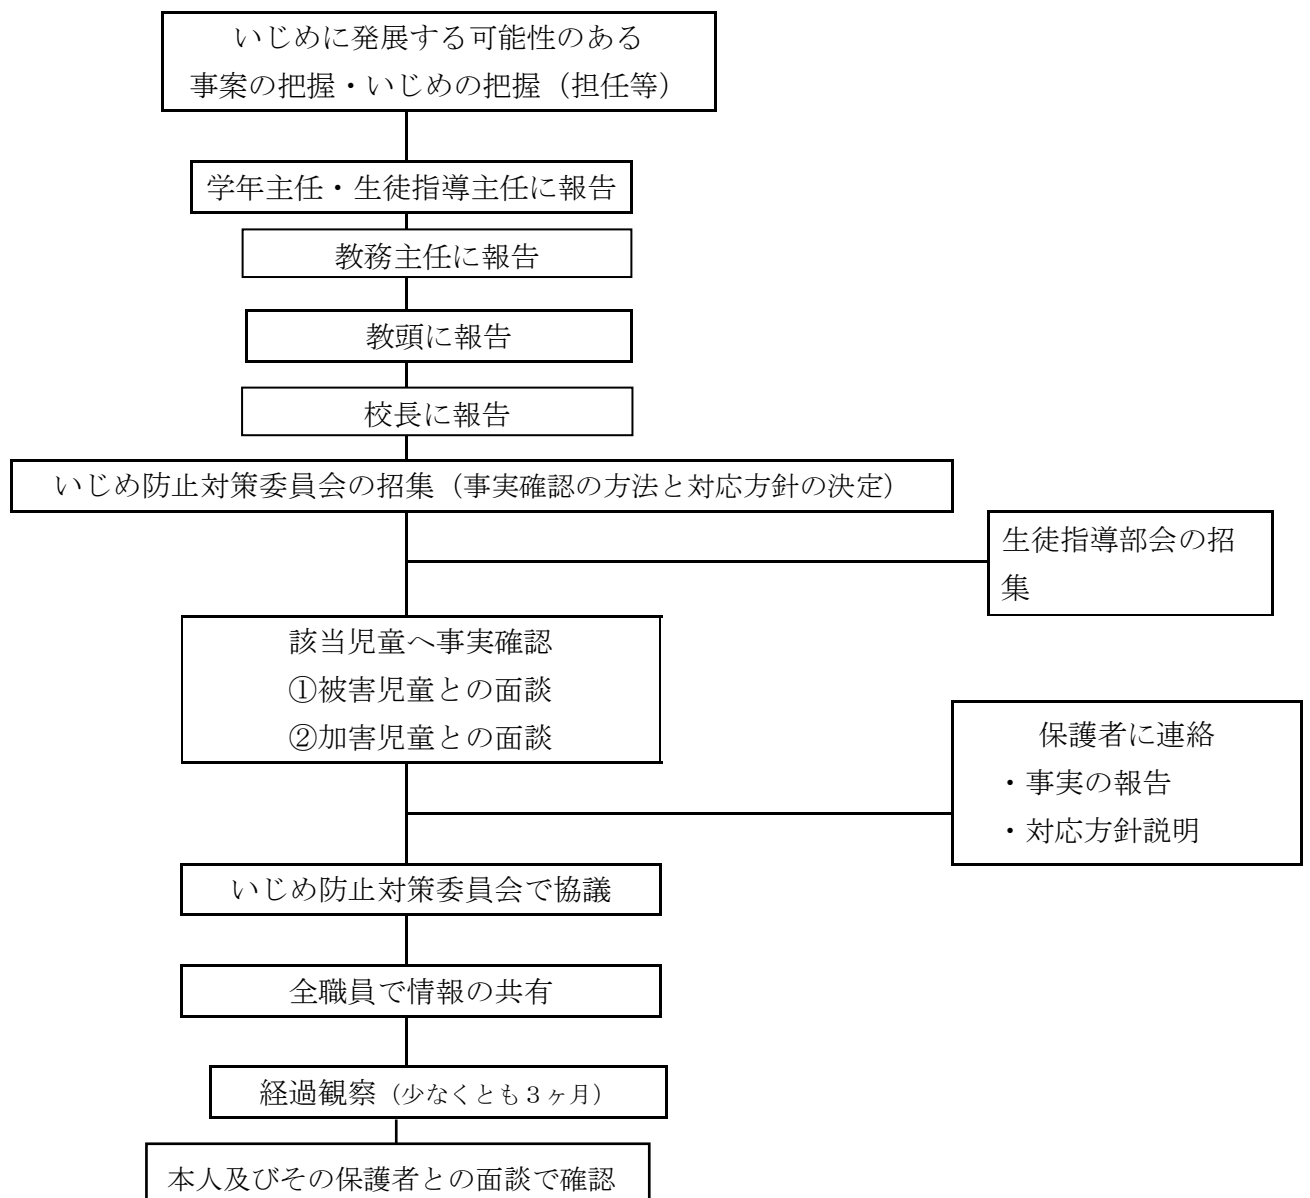 いじめに発展する可能性のある
事案の把握・いじめの把握（担任等）
学年主任・生徒指導主任に報告
教務主任に報告
教頭に報告
校長に報告
いじめ防止対策委員会の招集（事実確認の方法と対応方針の決定）
生徒指導部会の招
集
該当児童へ事実確認
①被害児童との面談
②加害児童との面談
保護者に連絡
・事実の報告
・対応方針説明
いじめ防止対策委員会で協議
全職員で情報の共有
経過観察（少なくとも３ヶ月）
本人及びその保護者との面談で確認